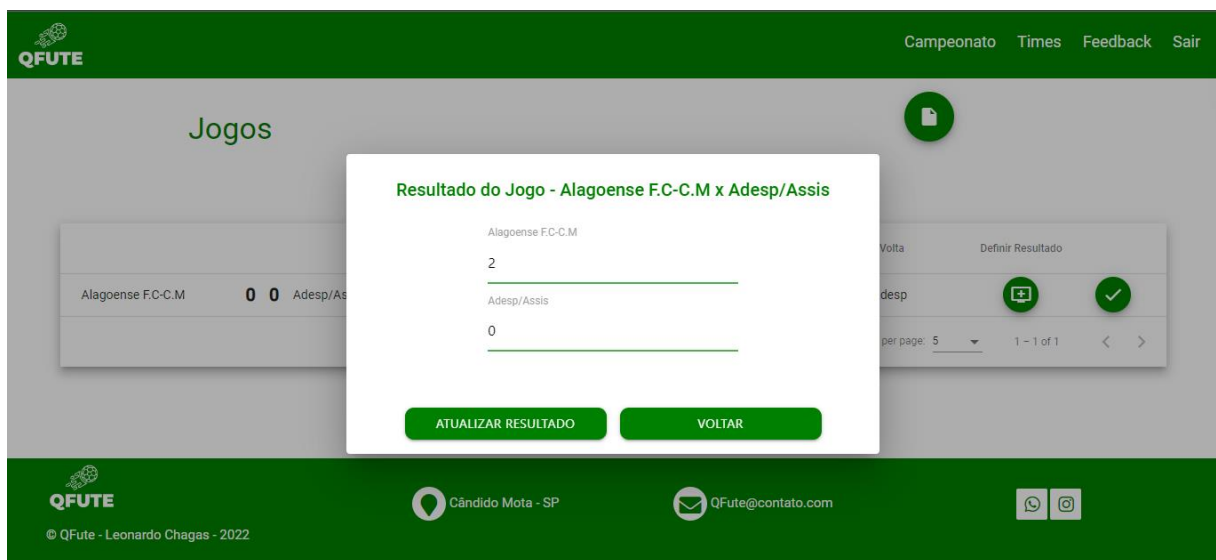 QFUTE
Campeonato Times Feedback Sair
Jogos
Resultado do Jogo - Alagoense F.C-C.M x Adesp/Assis
Alagoense F.C-C.M
2
Adesp/Assis
0
ATUALIZAR RESULTADO VOLTAR
Volta Definir Resultado
Alagoense F.C-C.M 0 0 Adesp/As
desp
per page: 5 1 – 1 of 1
QFUTE
© QFute - Leonardo Chagas - 2022
Cândido Mota - SP
QFute@contato.com